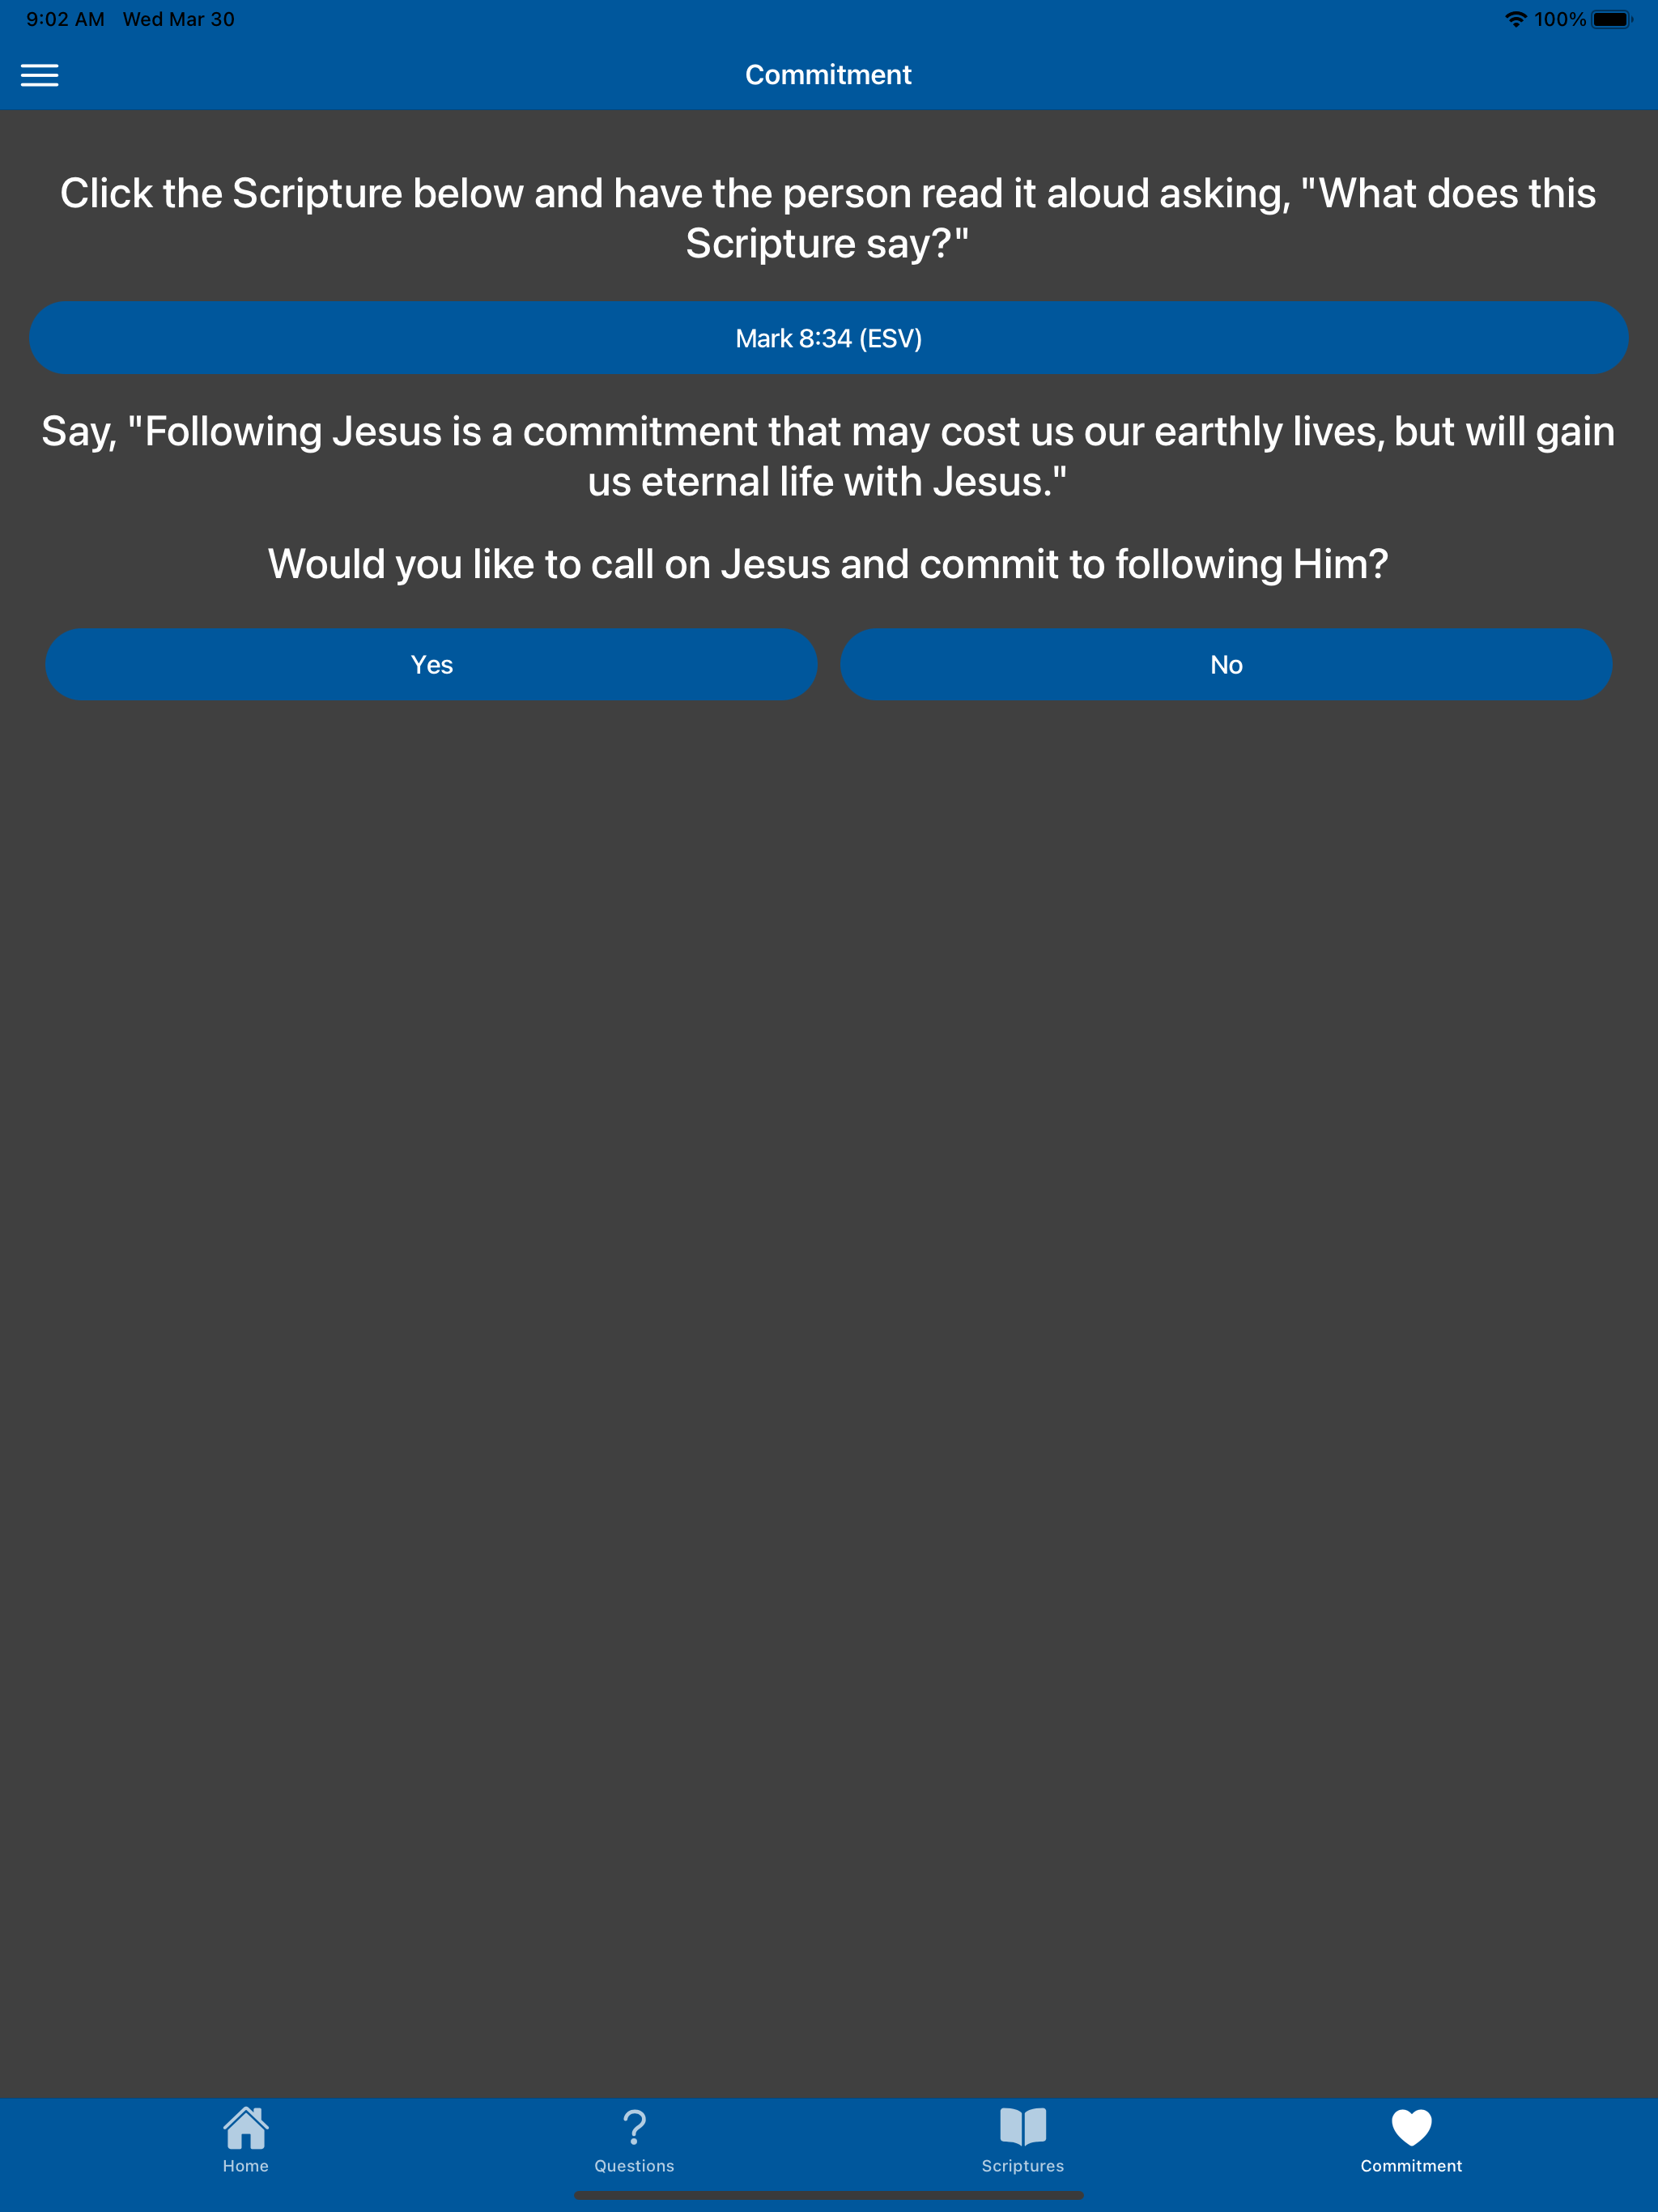 9:02 AM Wed Mar 30 100%
Commitment
Click the Scripture below and have the person read it aloud asking, "What does this
Scripture say?"
Mark 8:34 (ESV)
Say, "Following Jesus is a commitment that may cost us our earthly lives, but will gain
us eternal life with Jesus."
Would you like to call on Jesus and commit to following Him?
Yes No
Home Questions Scriptures Commitment